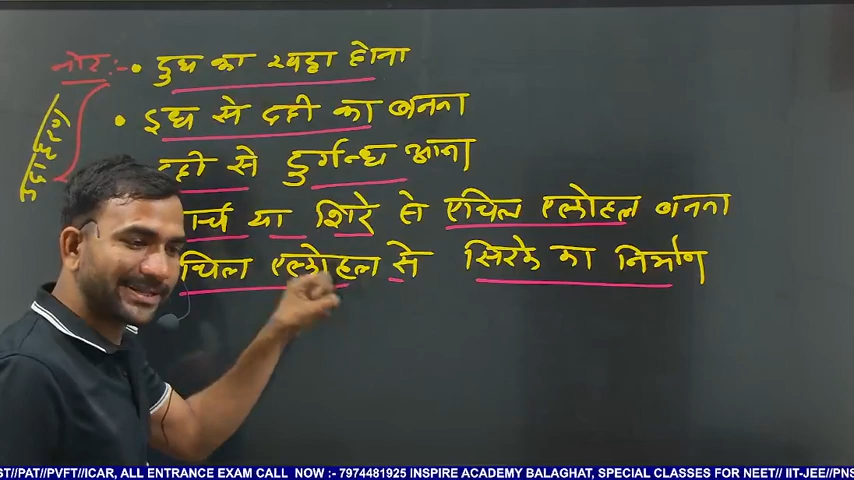 नोट :- • दुध का खट्टा होना
• दुध से दही का बनना
उदाहरण
दही से दुर्गन्ध आना
र्च या शिरे से एथिल एल्कोहल बनना
थिल एल्कोहल से सिरके का निर्माण
ST//PAT//PVFT//ICAR, ALL ENTRANCE EXAM CALL NOW :- 7974481925 INSPIRE ACADEMY BALAGHAT, SPECIAL CLASSES FOR NEET// IIT-JEE//PNS